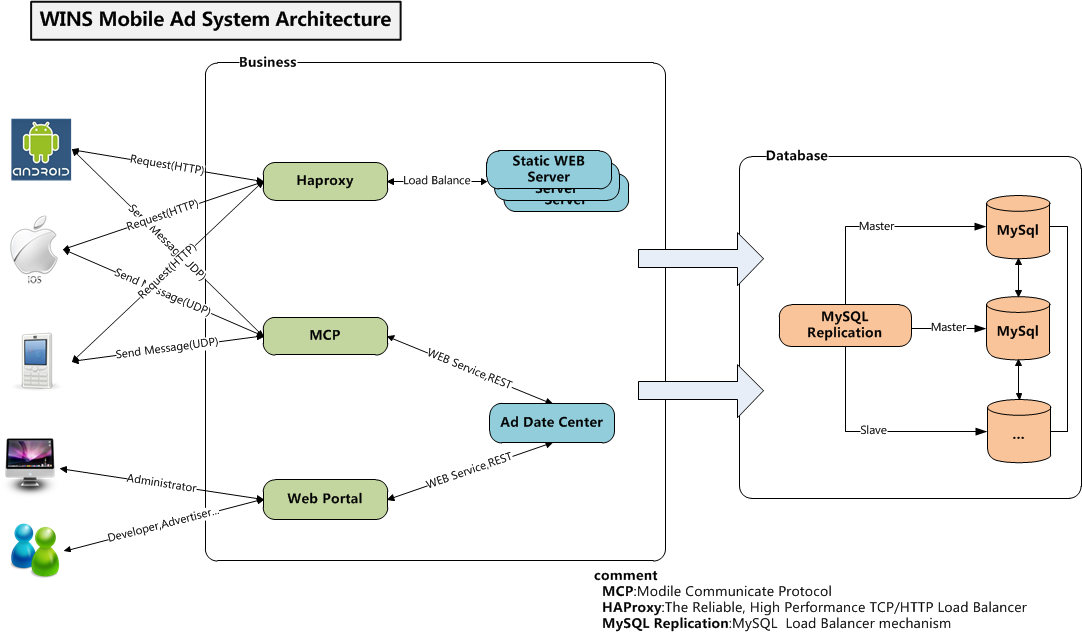 WINS Mobile Ad System Architecture
Business
ANDROID
Request(HTTP)
Haproxy
Load Balance
Static WEB
Server
Server
Server
Database
Request(HTTP)
Send Message(UDP)
Request(HTTP)
iOS
Send Message(UDP)
Master
MySql
MySQL
Replication
Master
MySql
MCP
Send Message(UDP)
WEB Service,REST
Ad Date Center
Slave
...
Administrator
WEB Service,REST
Web Portal
Developer,Advertiser...
comment
MCP:Modile Communicate Protocol
HAProxy:The Reliable, High Performance TCP/HTTP Load Balancer
MySQL Replication:MySQL  Load Balancer mechanism